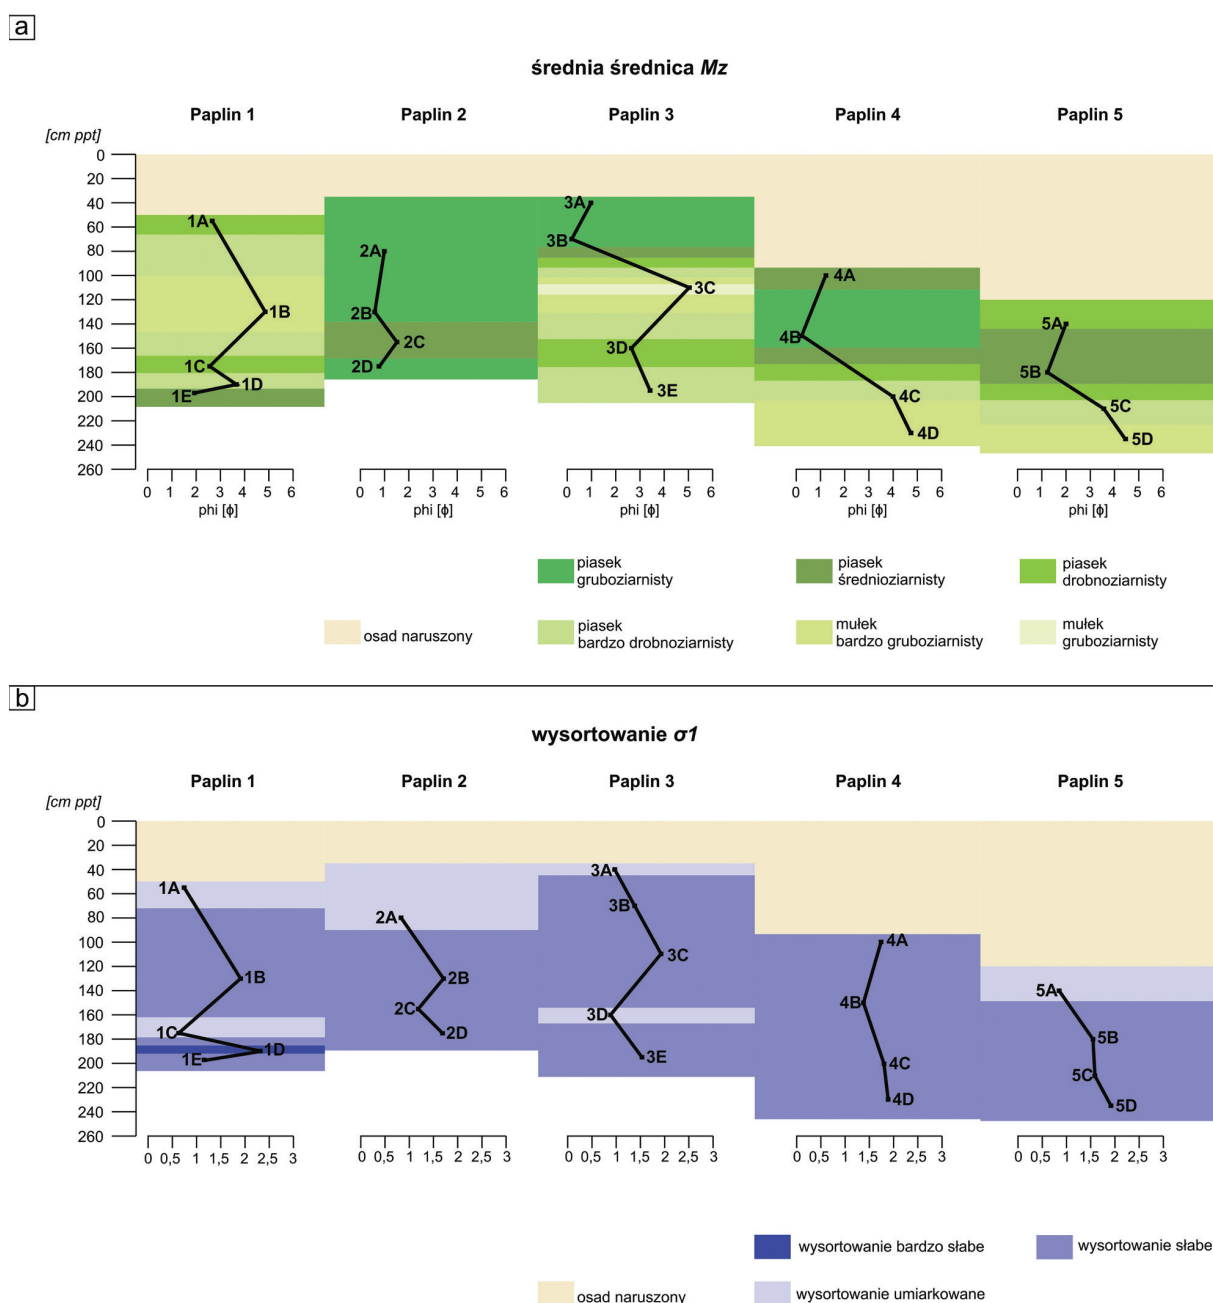 a
średnia średnica Mz
Paplin 1 Paplin 2 Paplin 3 Paplin 4 Paplin 5
[cm ppt]
0
20
40
60
80
100
120
140
160
180
200
220
240
260
1A
1B
1C
1D
1E
2A
2B
2C
2D
3A
3B
3C
3D
3E
4A
4B
4C
4D
5A
5B
5C
5D
0 1 2 3 4 5 6 0 1 2 3 4 5 6 0 1 2 3 4 5 6 0 1 2 3 4 5 6 0 1 2 3 4 5 6
phi [ϕ] phi [ϕ] phi [ϕ] phi [ϕ] phi [ϕ]
piasek
gruboziarnisty
piasek
średnioziarnisty
piasek
drobnoziarnisty
osad naruszony
piasek
bardzo drobnoziarnisty
mułek
bardzo gruboziarnisty
mułek
gruboziarnisty
b
wysortowanie σ1
Paplin 1 Paplin 2 Paplin 3 Paplin 4 Paplin 5
[cm ppt]
0
20
40
60
80
100
120
140
160
180
200
220
240
260
1A
1B
1C
1D
1E
2A
2B
2C
2D
3A
3B
3C
3D
3E
4A
4B
4C
4D
5A
5B
5C
5D
0 0,5 1 1,5 2 2,5 3 0 0,5 1 1,5 2 2,5 3 0 0,5 1 1,5 2 2,5 3 0 0,5 1 1,5 2 2,5 3 0 0,5 1 1,5 2 2,5 3
wysortowanie bardzo słabe
wysortowanie słabe
osad naruszony
wysortowanie umiarkowane